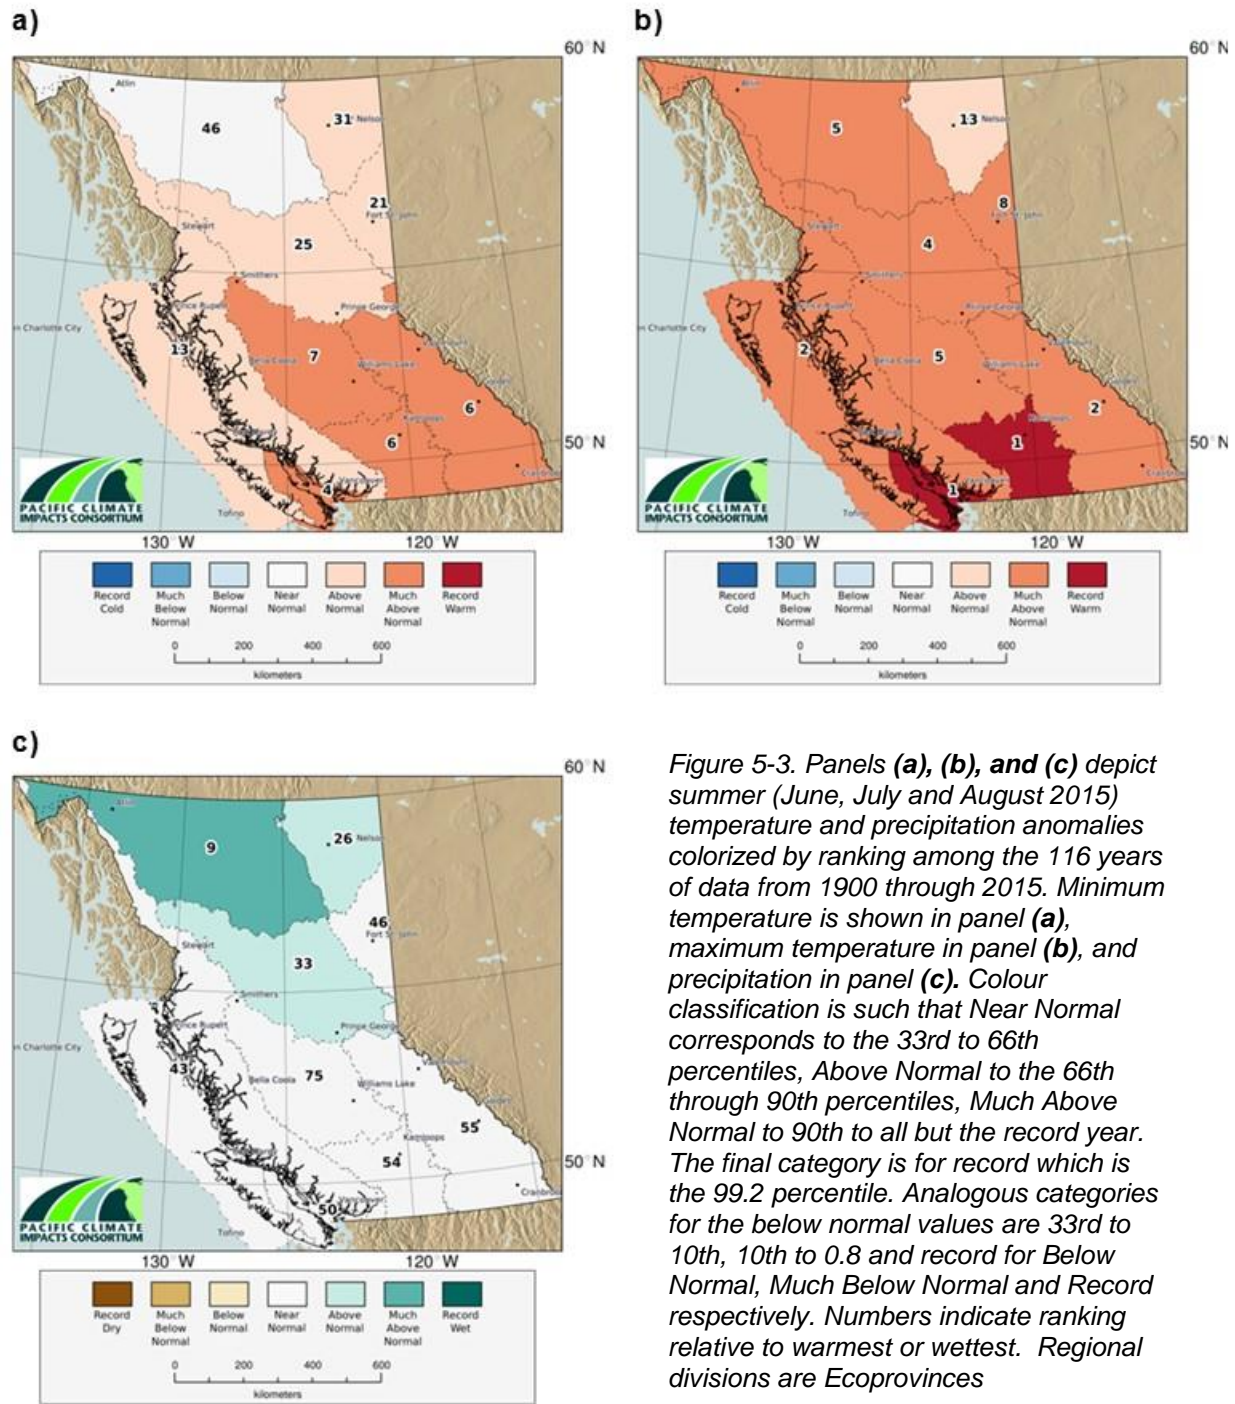 a)
60°N
Atlin
46
31
Nelson
21
Fort St. John
Stewart
25
Smithers
Prince Rupert
Prince George
n Charlotte City
13
7
Bella Coola
Williams Lake
6
Kamloops
6
50°N
4
Vancouver
Cranbroo
Tofino
PACIFIC CLIMATE
IMPACTS CONSORTIUM
130°W
120°W
Record Cold
Much Below Normal
Below Normal
Near Normal
Above Normal
Much Above Normal
Record Warm
0 200 400 600
kilometers
b)
60°N
Atlin
5
13
Nelson
8
Fort St. John
Stewart
4
Smithers
Prince Rupert
Prince George
n Charlotte City
2
5
Bella Coola
Williams Lake
2
Kamloops
1
50°N
1
Vancouver
Cranbroo
Tofino
PACIFIC CLIMATE
IMPACTS CONSORTIUM
130°W
120°W
Record Cold
Much Below Normal
Below Normal
Near Normal
Above Normal
Much Above Normal
Record Warm
0 200 400 600
kilometers
c)
60°N
Atlin
9
26
Nelson
46
Fort St. John
Stewart
33
Smithers
Prince Rupert
Prince George
n Charlotte City
43
75
Bella Coola
Williams Lake
Golden
55
Kamloops
54
50°N
50
Vancouver
Cranbroo
Tofino
PACIFIC CLIMATE
IMPACTS CONSORTIUM
130°W
120°W
Record Dry
Much Below Normal
Below Normal
Near Normal
Above Normal
Much Above Normal
Record Wet
0 200 400 600
kilometers
Figure 5-3. Panels (a), (b), and (c) depict
summer (June, July and August 2015)
temperature and precipitation anomalies
colorized by ranking among the 116 years
of data from 1900 through 2015. Minimum
temperature is shown in panel (a),
maximum temperature in panel (b), and
precipitation in panel (c). Colour
classification is such that Near Normal
corresponds to the 33rd to 66th
percentiles, Above Normal to the 66th
through 90th percentiles, Much Above
Normal to 90th to all but the record year.
The final category is for record which is
the 99.2 percentile. Analogous categories
for the below normal values are 33rd to
10th, 10th to 0.8 and record for Below
Normal, Much Below Normal and Record
respectively. Numbers indicate ranking
relative to warmest or wettest. Regional
divisions are Ecoprovinces